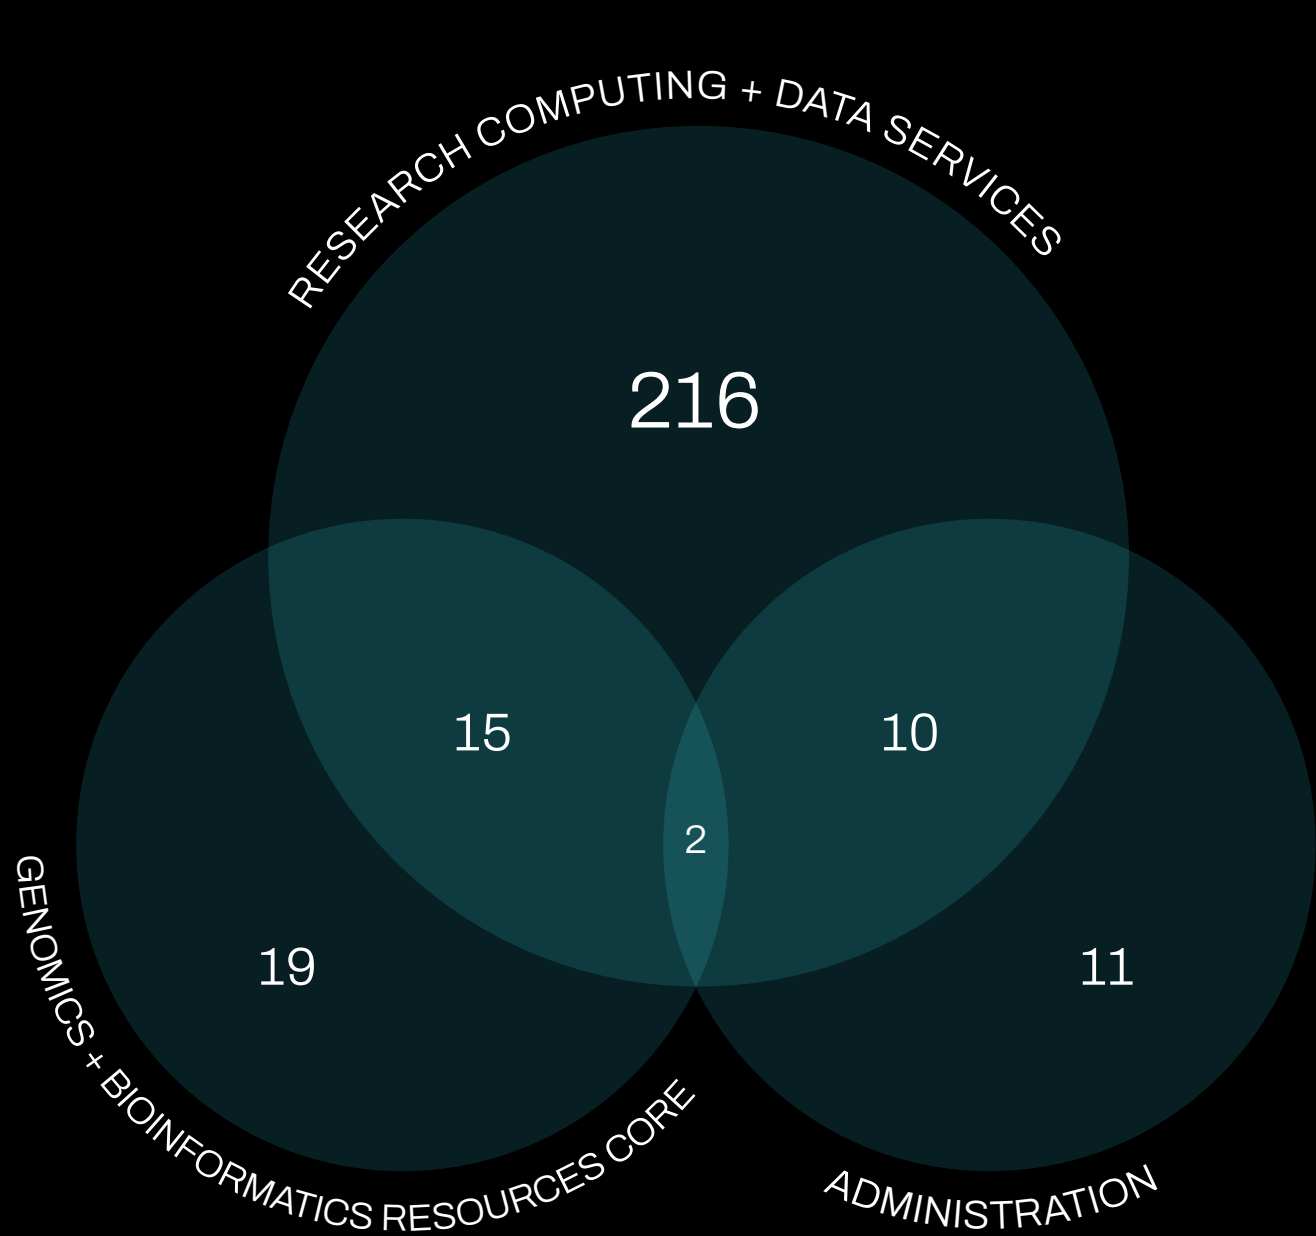 RESEARCH COMPUTING + DATA SERVICES
216
15
10
2
19
11
GENOMICS + BIOINFORMATICS RESOURCES CORE
ADMINISTRATION